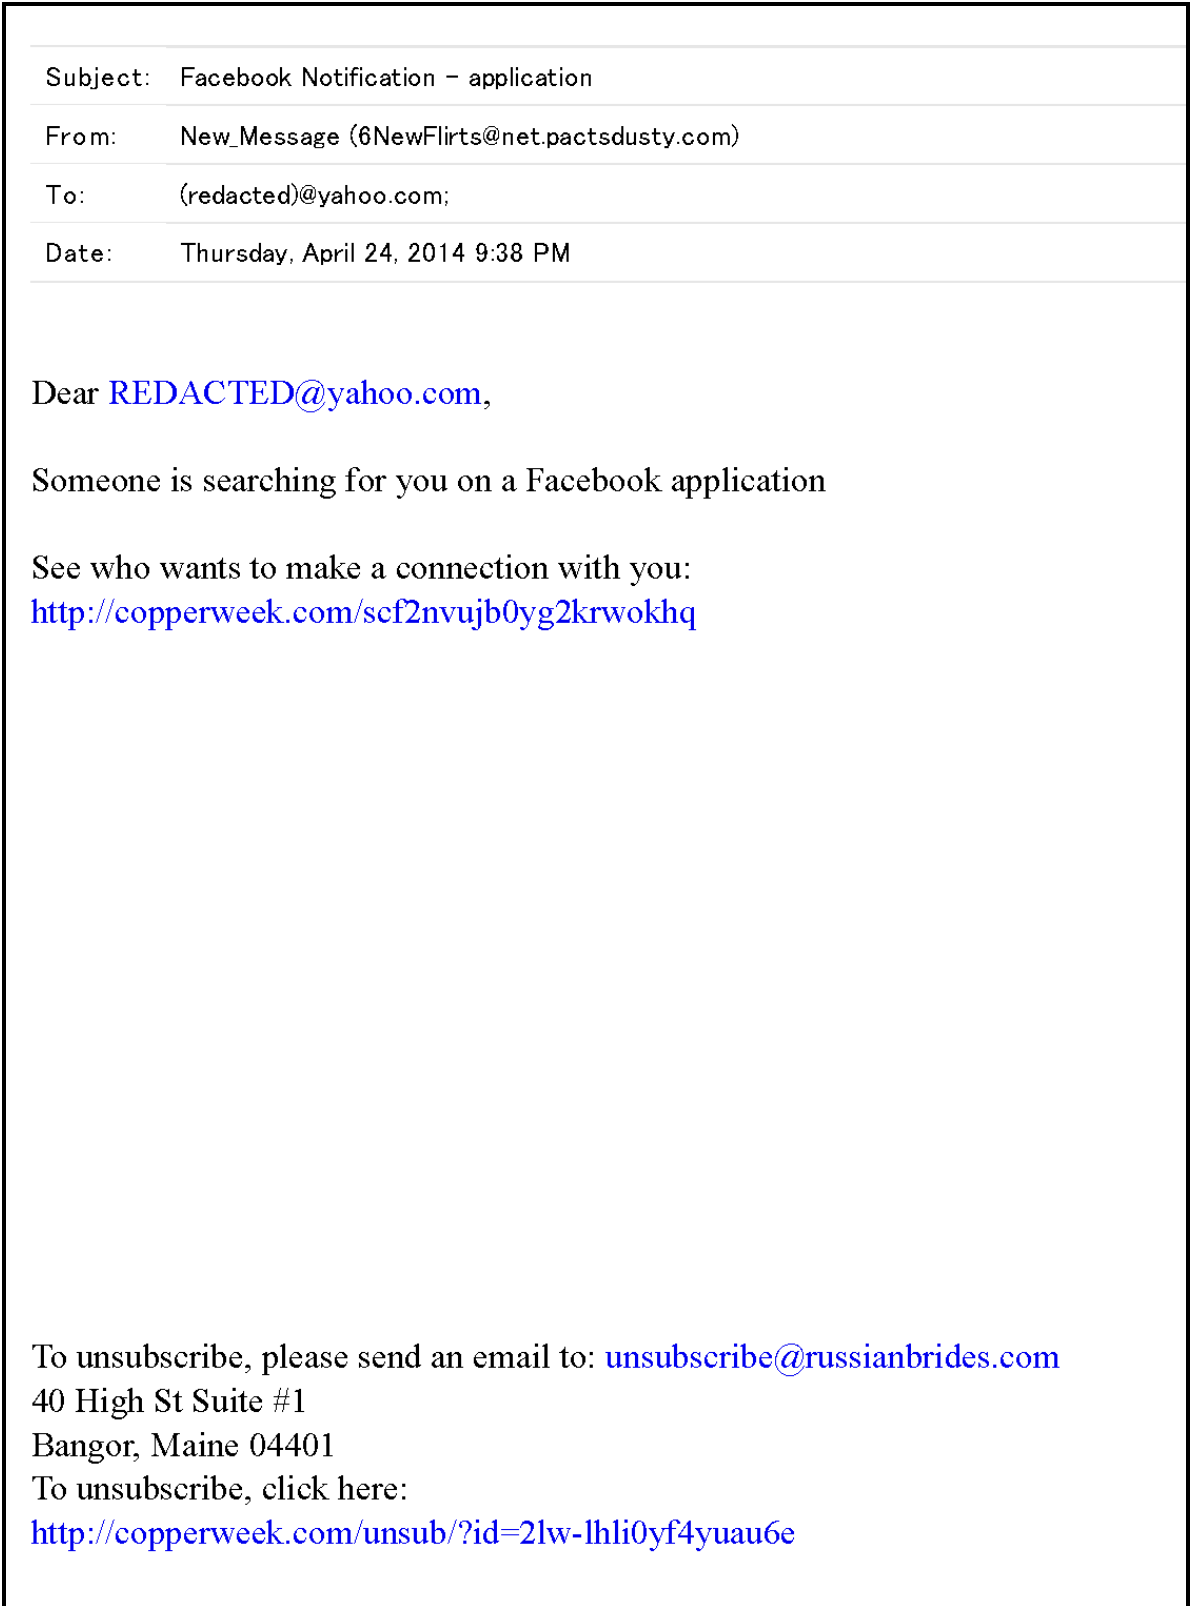 Subject: Facebook Notification - application
From: New_Message (6NewFlirts@net.pactsdusty.com)
To: (redacted)@yahoo.com;
Date: Thursday, April 24, 2014 9:38 PM
Dear REDACTED@yahoo.com,
Someone is searching for you on a Facebook application
See who wants to make a connection with you:
http://copperweek.com/scf2nvujb0yg2krwokhq
To unsubscribe, please send an email to: unsubscribe@russianbrides.com
40 High St Suite #1
Bangor, Maine 04401
To unsubscribe, click here:
http://copperweek.com/unsub/?id=2lw-lhli0yf4yuau6e